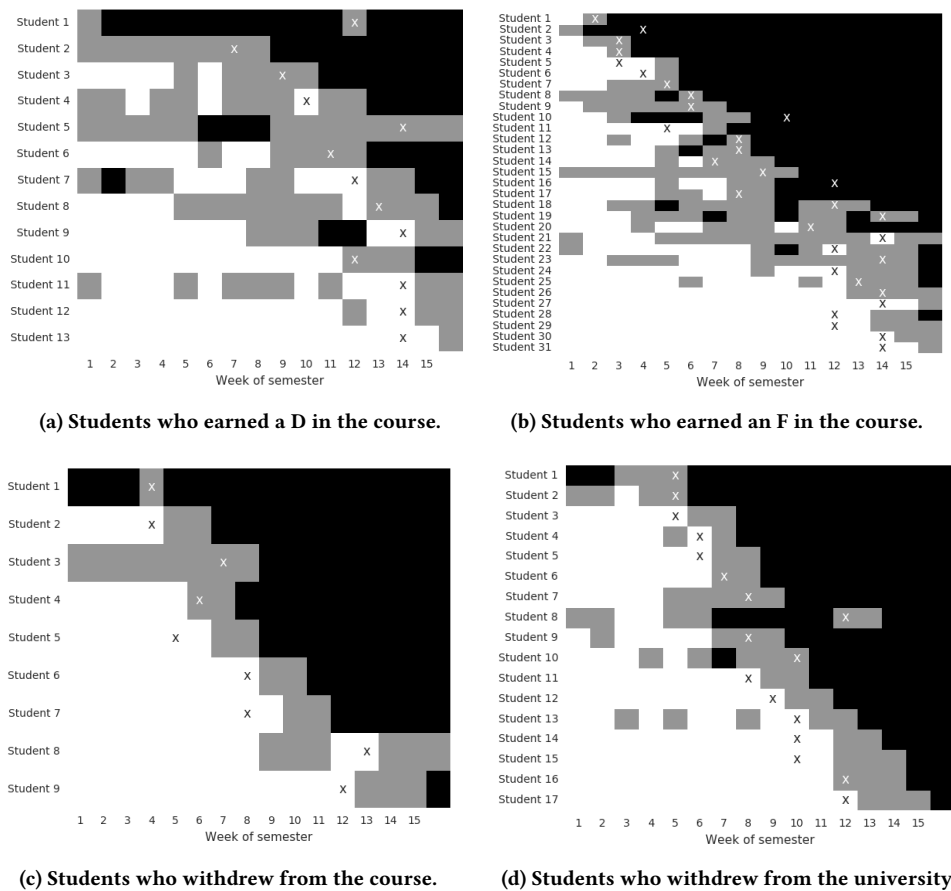 Student 1 X
Student 2 X
Student 3 X
Student 4 X
Student 5 X
Student 6 X
Student 7 X
Student 8 X
Student 9 X
Student 10 X
Student 11 X
Student 12 X
Student 13 X
1 2 3 4 5 6 7 8 9 10 11 12 13 14 15
Week of semester
(a) Students who earned a D in the course.
Student 1 X
Student 2 X
Student 3 X
Student 4 X
Student 5 X
Student 6 X
Student 7 X
Student 8 X
Student 9 X
Student 10 X
Student 11 X
Student 12 X
Student 13 X
Student 14 X
Student 15 X
Student 16 X
Student 17 X
Student 18 X
Student 19 X
Student 20 X
Student 21 X
Student 22 X
Student 23 X
Student 24 X
Student 25 X
Student 26 X
Student 27 X
Student 28 X
Student 29 X
Student 30 X
Student 31 X
1 2 3 4 5 6 7 8 9 10 11 12 13 14 15
Week of semester
(b) Students who earned an F in the course.
Student 1 X
Student 2 X
Student 3 X
Student 4 X
Student 5 X
Student 6 X
Student 7 X
Student 8 X
Student 9 X
1 2 3 4 5 6 7 8 9 10 11 12 13 14 15
Week of semester
(c) Students who withdrew from the course.
Student 1 X
Student 2 X
Student 3 X
Student 4 X
Student 5 X
Student 6 X
Student 7 X
Student 8 X
Student 9 X
Student 10 X
Student 11 X
Student 12 X
Student 13 X
Student 14 X
Student 15 X
Student 16 X
Student 17 X
1 2 3 4 5 6 7 8 9 10 11 12 13 14 15
Week of semester
(d) Students who withdrew from the university